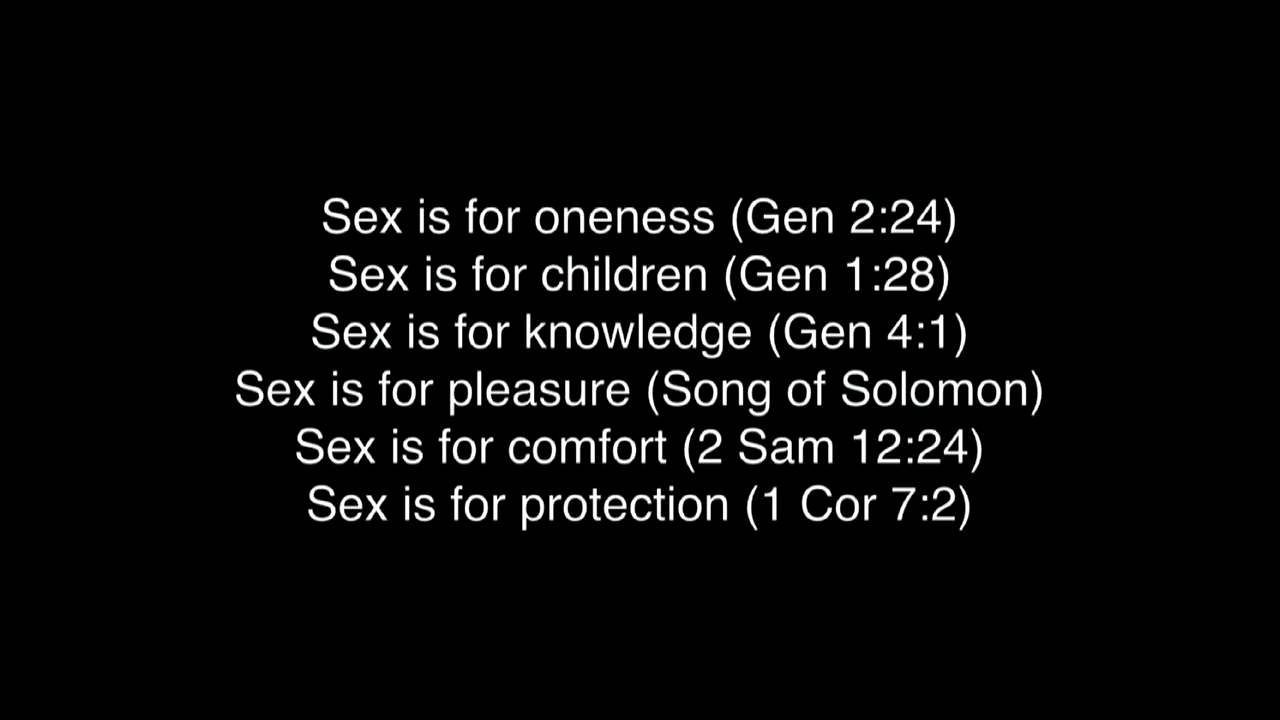 Sex is for oneness (Gen 2:24)
Sex is for children (Gen 1:28)
Sex is for knowledge (Gen 4:1)
Sex is for pleasure (Song of Solomon)
Sex is for comfort (2 Sam 12:24)
Sex is for protection (1 Cor 7:2)